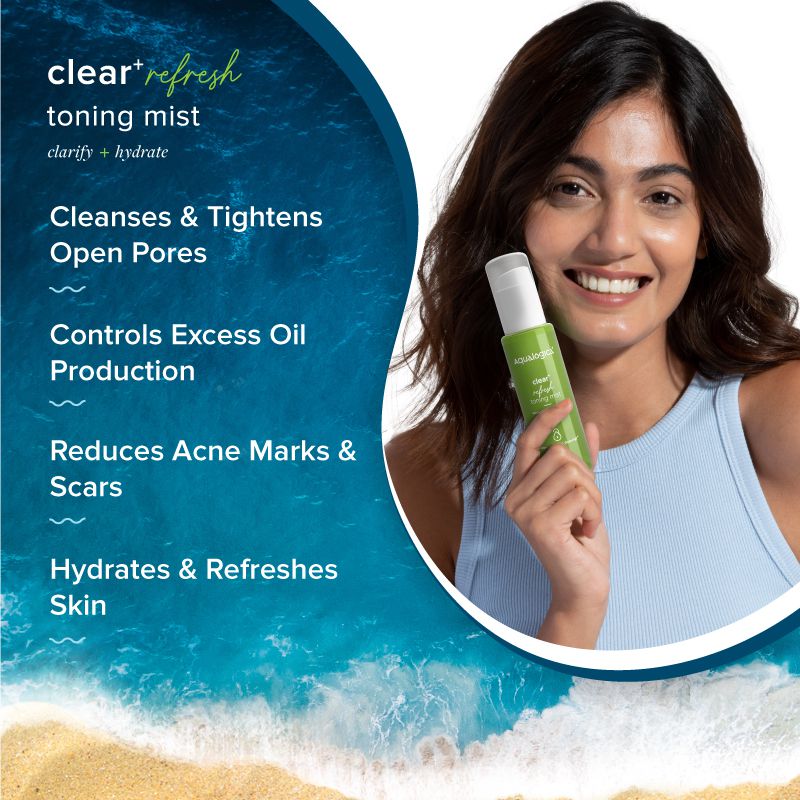 clear+ refresh
toning mist
clarify + hydrate
Cleanses & Tightens
Open Pores
Controls Excess Oil
Production
Reduces Acne Marks &
Scars
Hydrates & Refreshes
Skin
Aqualogica
clear+
refresh
toning mist